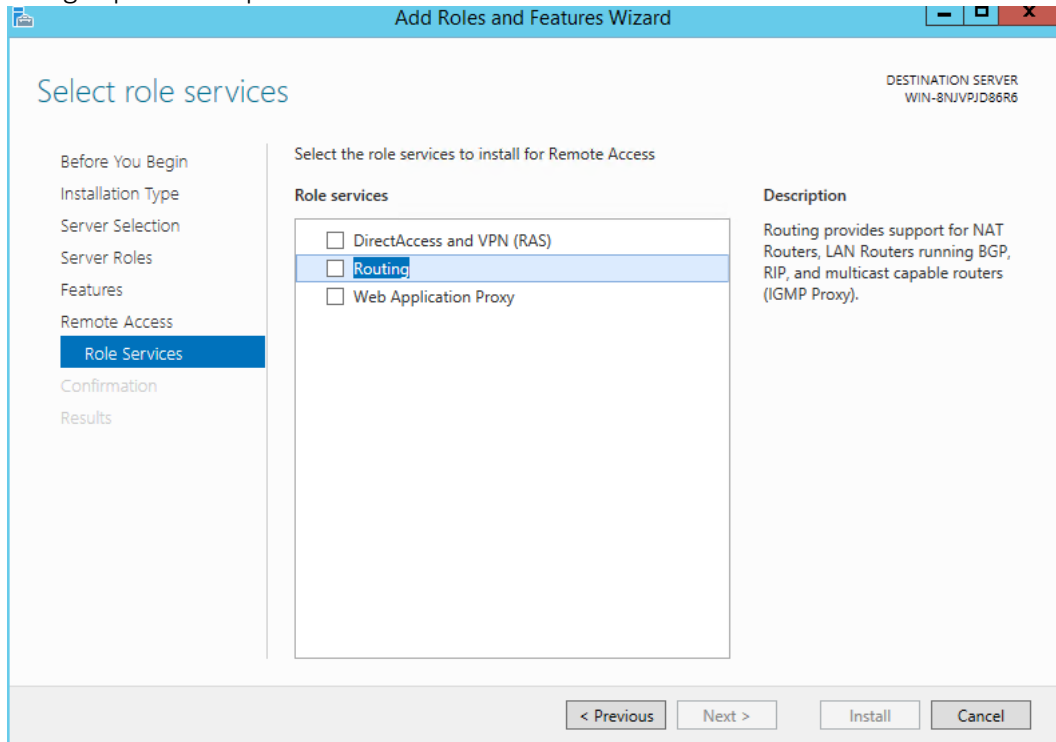 Add Roles and Features Wizard
Select role services
DESTINATION SERVER
WIN-8NJVPJD86R6
Before You Begin
Installation Type
Server Selection
Server Roles
Features
Remote Access
Role Services
Confirmation
Results
Select the role services to install for Remote Access
Role services
DirectAccess and VPN (RAS)
Routing
Web Application Proxy
Description
Routing provides support for NAT
Routers, LAN Routers running BGP,
RIP, and multicast capable routers
(IGMP Proxy).
< Previous
Next >
Install
Cancel